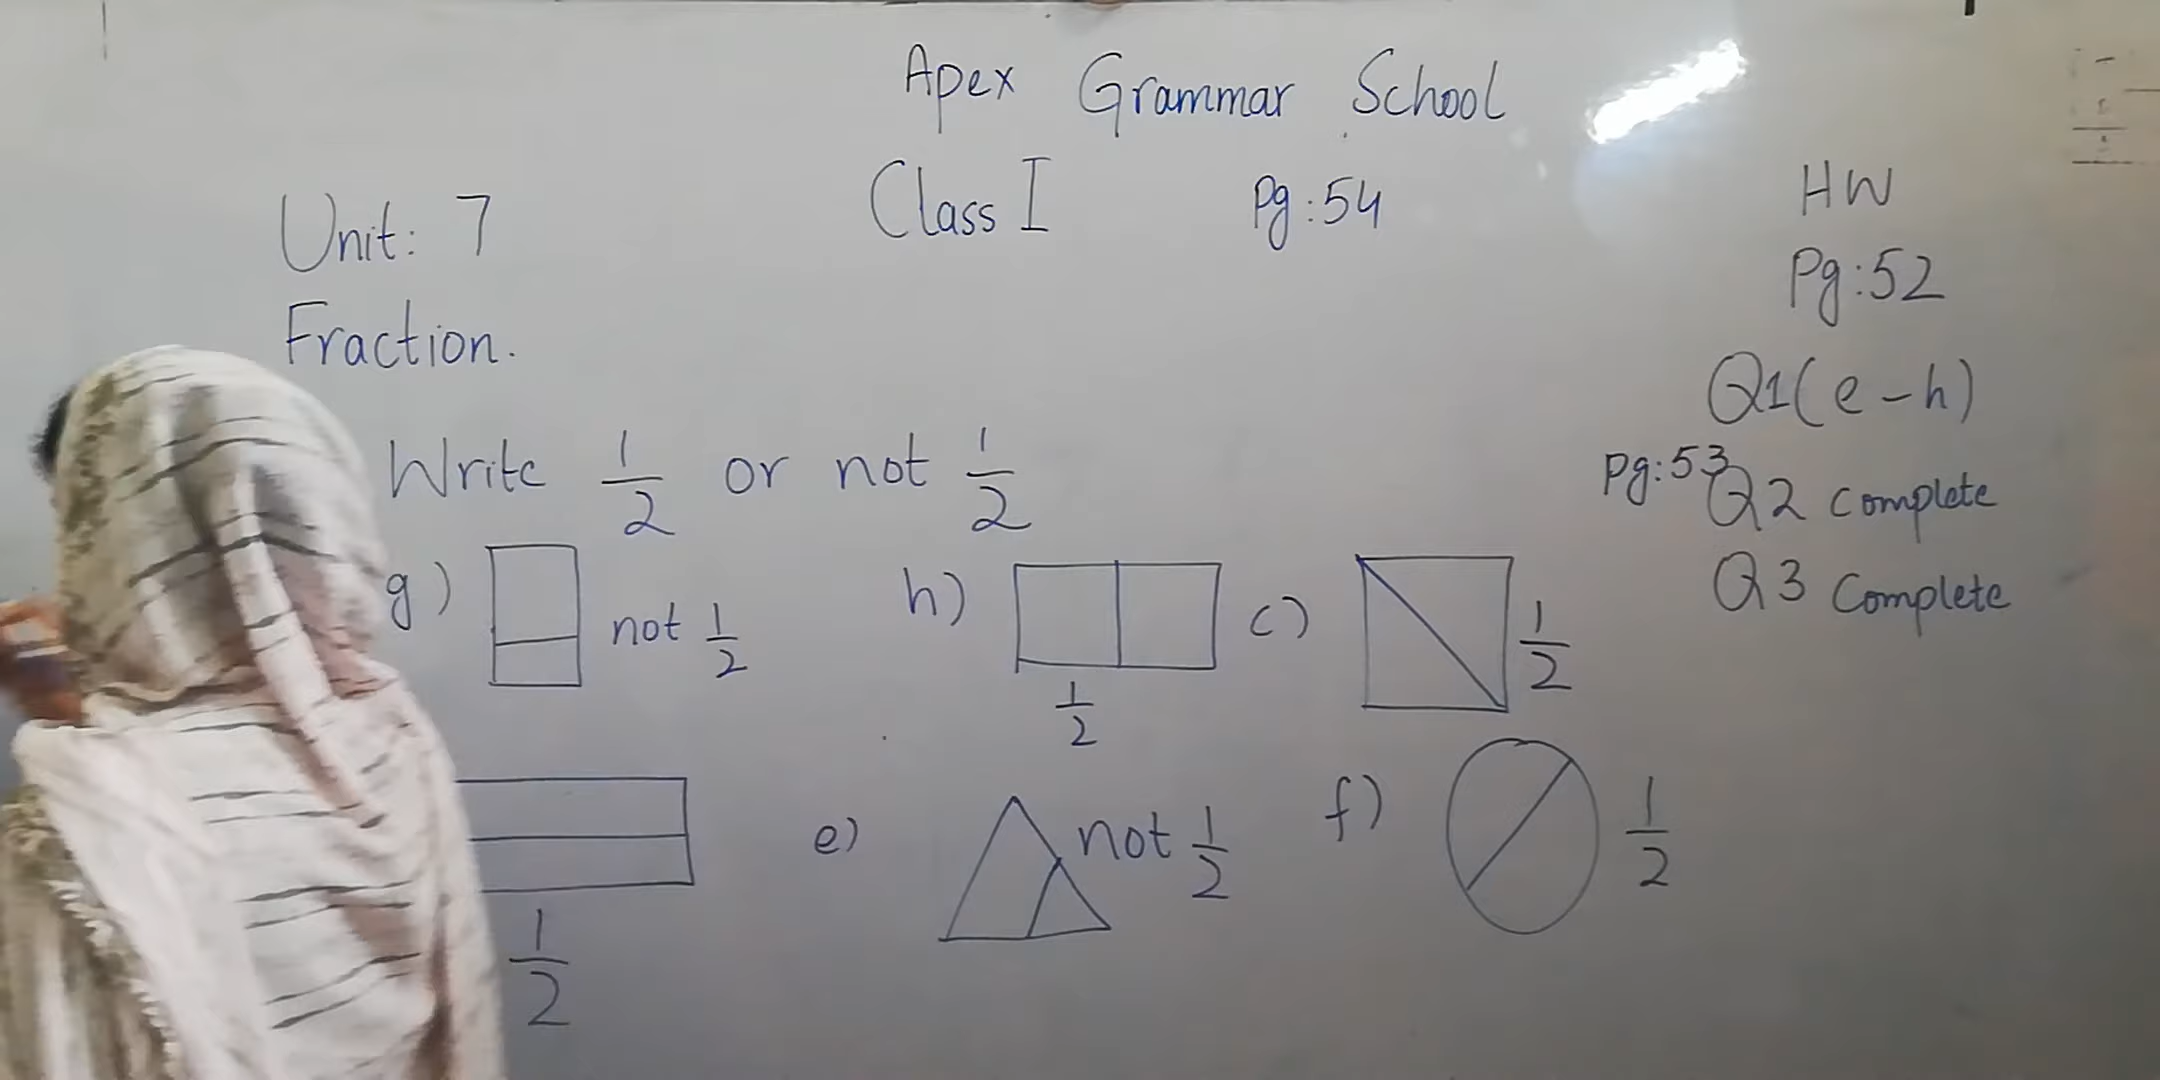 Apex Grammar School
Class I Pg:54
Unit: 7
Fraction.
Write 1/2 or not 1/2
g) not 1/2
h) 1/2
c) 1/2
1/2
e) not 1/2
f) 1/2
HW
Pg:52
Q1(e-h)
Pg:53 Q2 complete
Q3 Complete